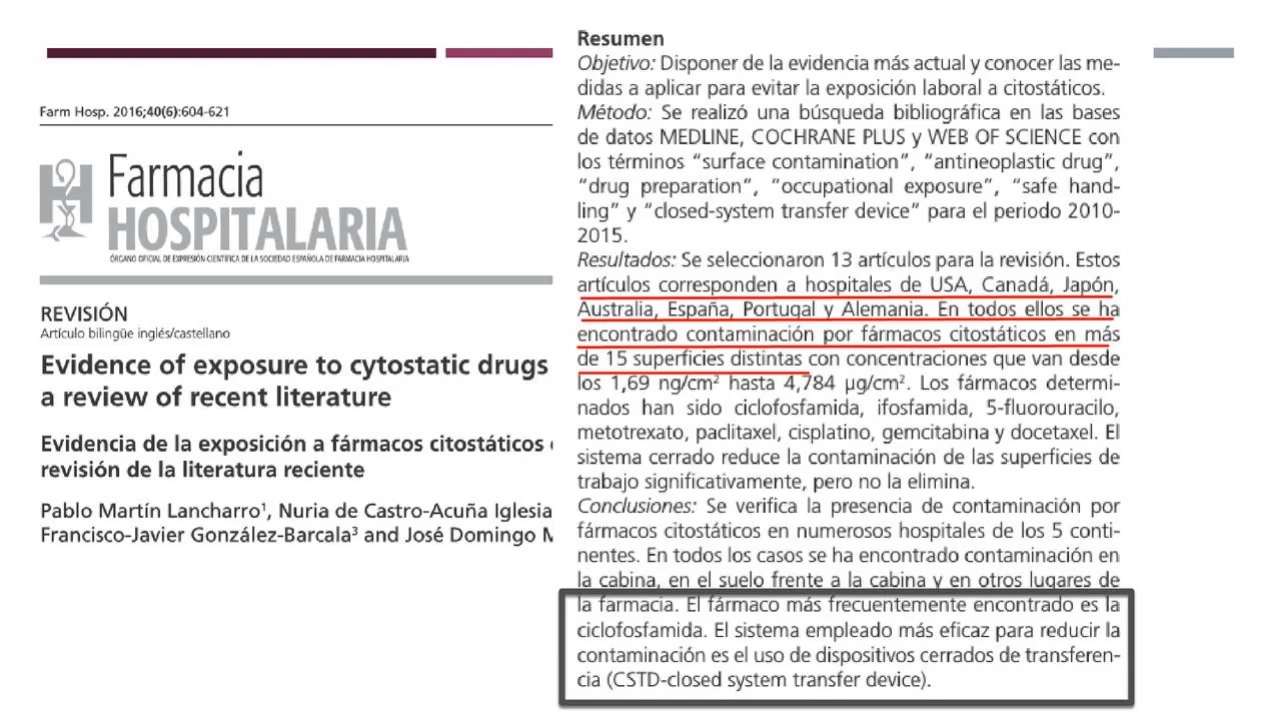 Farm Hosp. 2016;40(6):604-621
Farmacia
HOSPITALARIA
ÓRGANO OFICIAL DE EXPRESIÓN CIENTÍFICA DE LA SOCIEDAD ESPAÑOLA DE FARMACIA HOSPITALARIA
REVISIÓN
Artículo bilingüe inglés/castellano
Evidence of exposure to cytostatic drugs
a review of recent literature
Evidencia de la exposición a fármacos citostáticos
revisión de la literatura reciente
Pablo Martín Lancharro¹, Nuria de Castro-Acuña Iglesia
Francisco-Javier González-Barcala³ and José Domingo
Resumen
Objetivo: Disponer de la evidencia más actual y conocer las me-
didas a aplicar para evitar la exposición laboral a citostáticos.
Método: Se realizó una búsqueda bibliográfica en las bases
de datos MEDLINE, COCHRANE PLUS y WEB OF SCIENCE con
los términos “surface contamination”, “antineoplastic drug”,
“drug preparation”, “occupational exposure”, “safe hand-
ling” y “closed-system transfer device” para el periodo 2010-
2015.
Resultados: Se seleccionaron 13 artículos para la revisión. Estos
artículos corresponden a hospitales de USA, Canadá, Japón,
Australia, España, Portugal y Alemania. En todos ellos se ha
encontrado contaminación por fármacos citostáticos en más
de 15 superficies distintas con concentraciones que van desde
los 1,69 ng/cm² hasta 4,784 µg/cm². Los fármacos determi-
nados han sido ciclofosfamida, ifosfamida, 5-fluorouracilo,
metotrexato, paclitaxel, cisplatino, gemcitabina y docetaxel. El
sistema cerrado reduce la contaminación de las superficies de
trabajo significativamente, pero no la elimina.
Conclusiones: Se verifica la presencia de contaminación por
fármacos citostáticos en numerosos hospitales de los 5 conti-
nentes. En todos los casos se ha encontrado contaminación en
la cabina, en el suelo frente a la cabina y en otros lugares de
la farmacia. El fármaco más frecuentemente encontrado es la
ciclofosfamida. El sistema empleado más eficaz para reducir la
contaminación es el uso de dispositivos cerrados de transferen-
cia (CSTD-closed system transfer device).